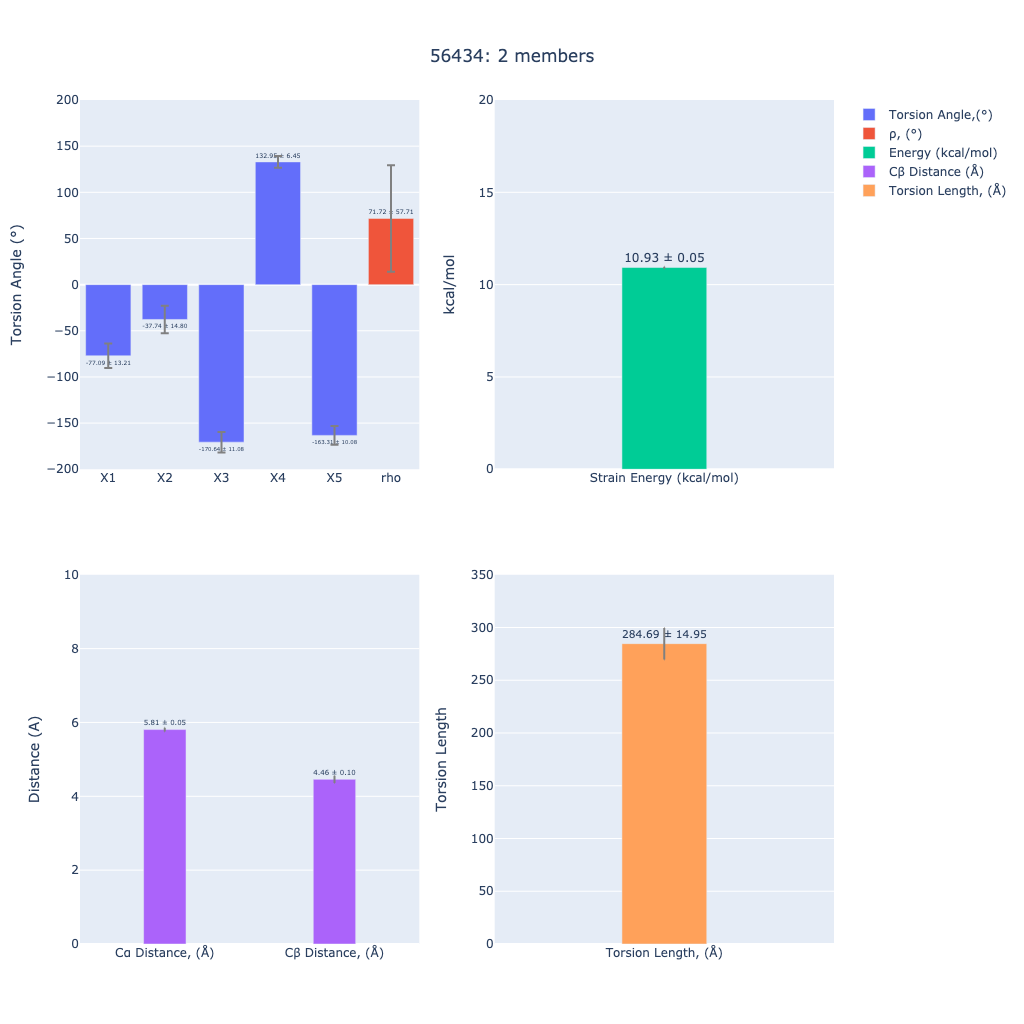 56434: 2 members
Torsion Angle (°)
200
150
100
50
0
−50
−100
−150
−200
132.95 ± 6.45
71.72 ± 57.71
-37.74 ± 14.80
-77.09 ± 13.21
-163.31 ± 10.08
-170.64 ± 11.08
X1 X2 X3 X4 X5 rho
kcal/mol
20
15
10
5
0
10.93 ± 0.05
Strain Energy (kcal/mol)
Torsion Angle,(°)
ρ, (°)
Energy (kcal/mol)
Cβ Distance (Å)
Torsion Length, (Å)
Distance (A)
10
8
6
4
2
0
5.81 ± 0.05
4.46 ± 0.10
Cα Distance, (Å) Cβ Distance, (Å)
Torsion Length
350
300
250
200
150
100
50
0
284.69 ± 14.95
Torsion Length, (Å)